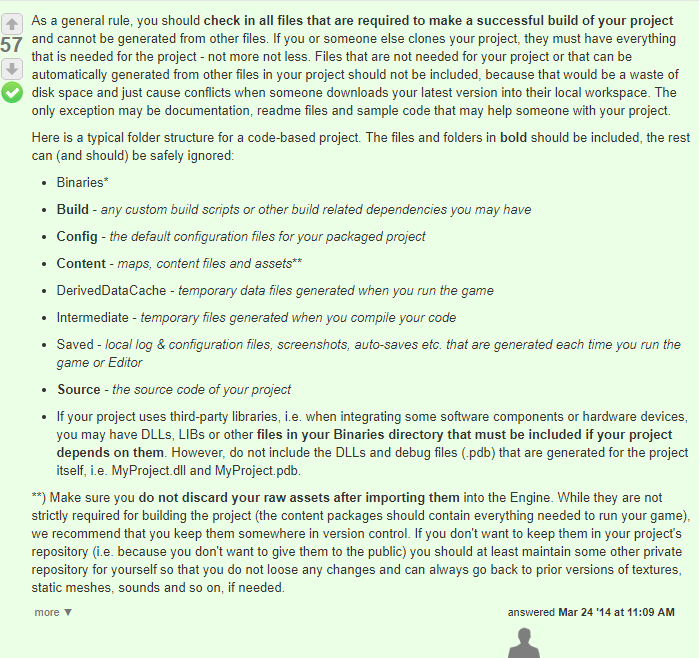 As a general rule, you should check in all files that are required to make a successful build of your project
57
and cannot be generated from other files. If you or someone else clones your project, they must have everything
that is needed for the project - not more not less. Files that are not needed for your project or that can be
automatically generated from other files in your project should not be included, because that would be a waste of
disk space and just cause conflicts when someone downloads your latest version into their local workspace. The
only exception may be documentation, readme files and sample code that may help someone with your project.
Here is a typical folder structure for a code-based project. The files and folders in bold should be included, the rest
can (and should) be safely ignored:
• Binaries*
• Build - any custom build scripts or other build related dependencies you may have
• Config - the default configuration files for your packaged project
• Content - maps, content files and assets**
• DerivedDataCache - temporary data files generated when you run the game
• Intermediate - temporary files generated when you compile your code
• Saved - local log & configuration files, screenshots, auto-saves etc. that are generated each time you run the
game or Editor
• Source - the source code of your project
• If your project uses third-party libraries, i.e. when integrating some software components or hardware devices,
you may have DLLs, LIBs or other files in your Binaries directory that must be included if your project
depends on them. However, do not include the DLLs and debug files (.pdb) that are generated for the project
itself, i.e. MyProject.dll and MyProject.pdb.
**) Make sure you do not discard your raw assets after importing them into the Engine. While they are not
strictly required for building the project (the content packages should contain everything needed to run your game),
we recommend that you keep them somewhere in version control. If you don't want to keep them in your project's
repository (i.e. because you don't want to give them to the public) you should at least maintain some other private
repository for yourself so that you do not loose any changes and can always go back to prior versions of textures,
static meshes, sounds and so on, if needed.
more ▼
answered Mar 24 '14 at 11:09 AM